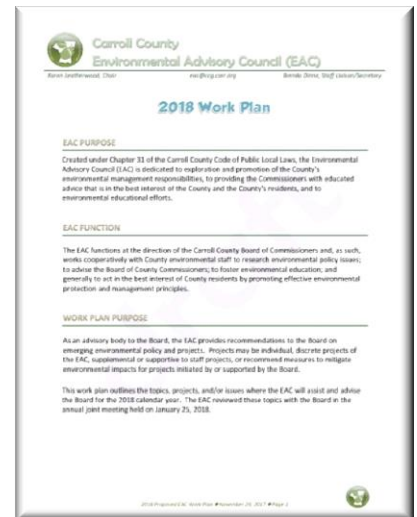 Carroll County
Environmental Advisory Council (EAC)
Karen Leatherwood, Chair eac@ccg.carr.org Brenda Dinne, Staff Liaison/Secretary
2018 Work Plan
EAC PURPOSE
Created under Chapter 31 of the Carroll County Code of Public Local Laws, the Environmental
Advisory Council (EAC) is dedicated to exploration and promotion of the County's
environmental management responsibilities, to providing the Commissioners with educated
advice that is in the best interest of the County and the County's residents, and to
environmental educational efforts.
EAC FUNCTION
The EAC functions at the direction of the Carroll County Board of Commissioners and, as such,
works cooperatively with County environmental staff to research environmental policy issues;
to advise the Board of County Commissioners; to foster environmental education; and
generally to act in the best interest of County residents by promoting effective environmental
protection and management principles.
WORK PLAN PURPOSE
As an advisory body to the Board, the EAC provides recommendations to the Board on
emerging environmental policy and projects. Projects may be individual, discrete projects of
the EAC, supplemental or supportive to staff projects, or recommend measures to mitigate
environmental impacts for projects initiated by or supported by the Board.
This work plan outlines the topics, projects, and/or issues where the EAC will assist and advise
the Board for the 2018 calendar year. The EAC reviewed these topics with the Board in the
annual joint meeting held on January 25, 2018.
2018 Proposed EAC Work Plan November 29, 2017 Page 1